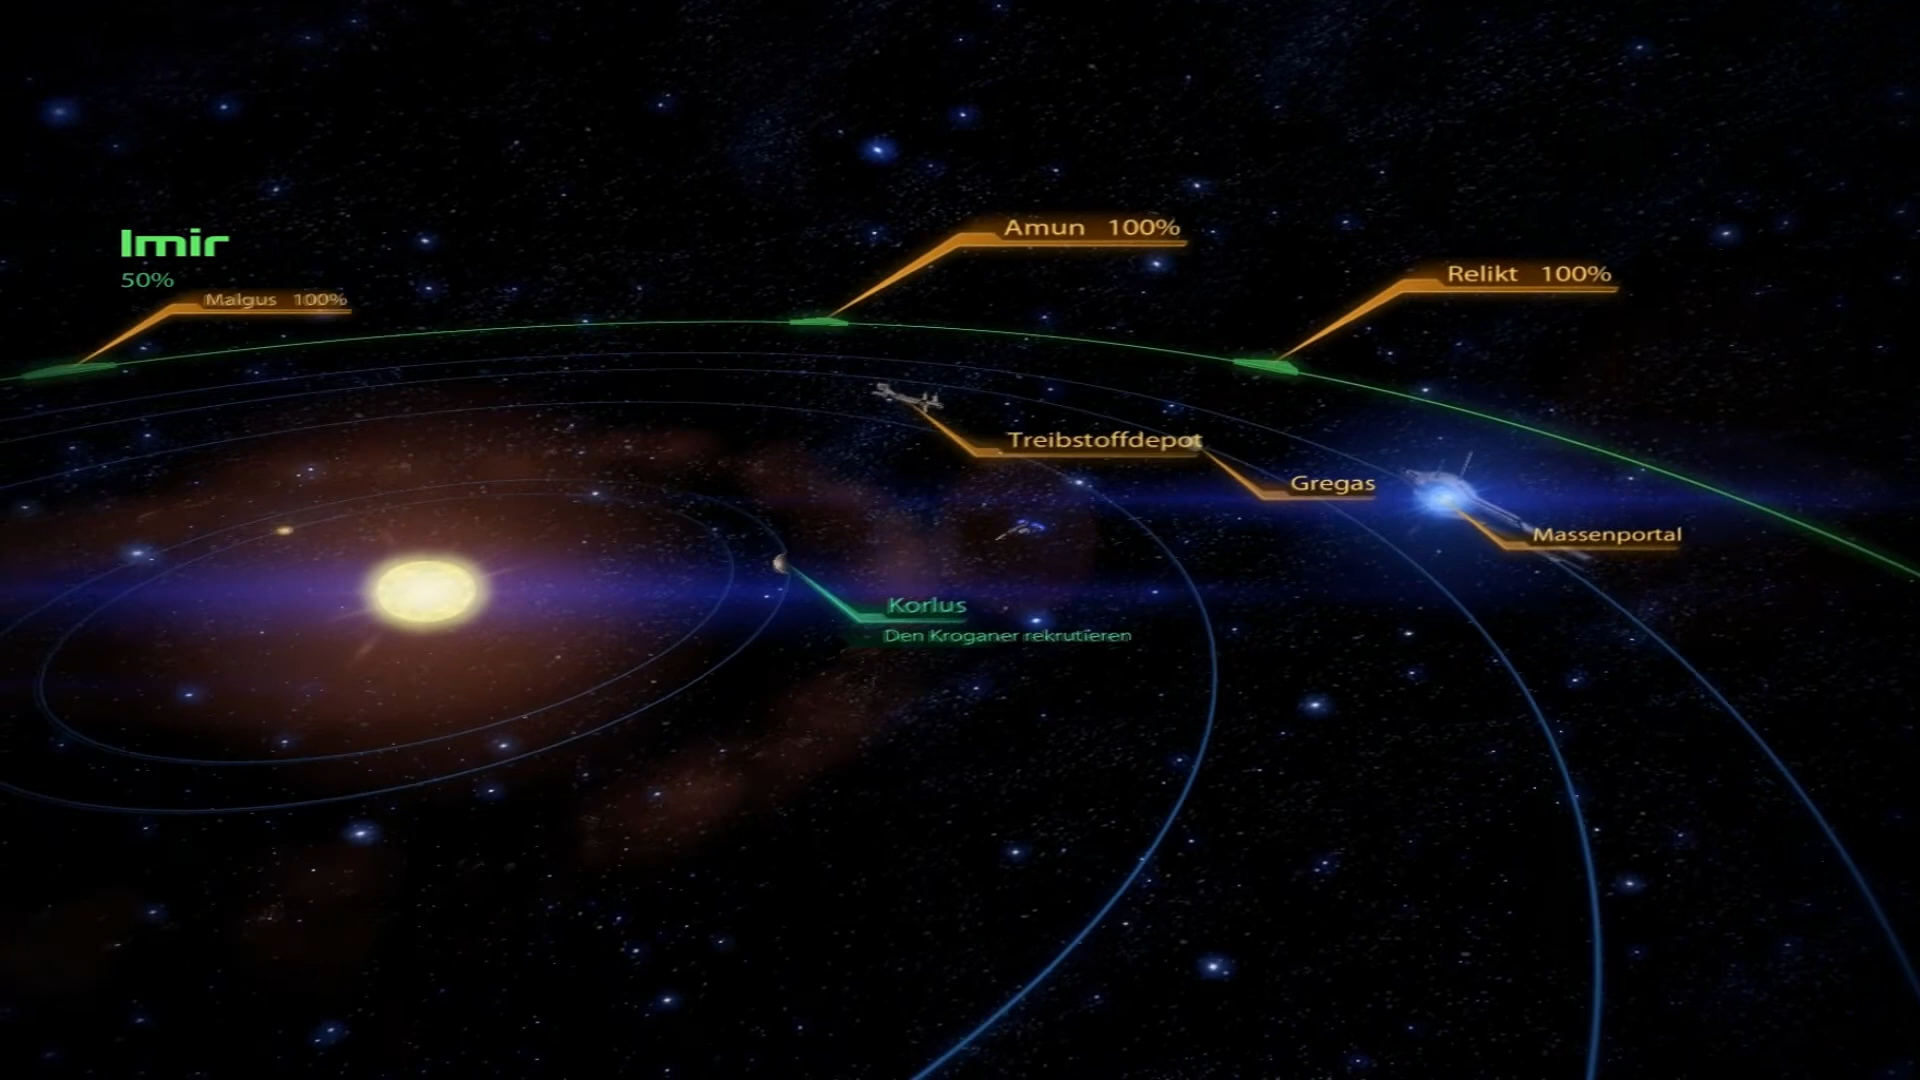 Imir
50%
Malgus 100%
Amun 100%
Relikt 100%
Treibstoffdepot
Gregas
Massenportal
Korlus
Den Kroganer rekrutieren